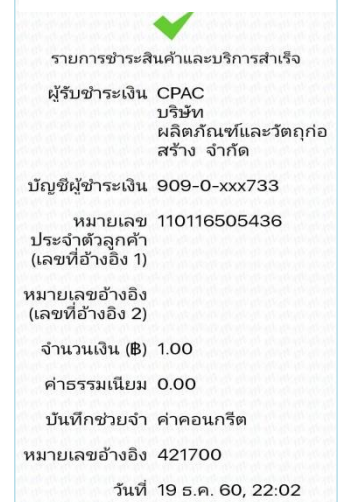 รายการชำระสินค้าและบริการสำเร็จ
ผู้รับชำระเงิน CPAC
บริษัท
ผลิตภัณฑ์และวัตถุก่อ
สร้าง จำกัด
บัญชีผู้ชำระเงิน 909-0-xxx733
หมายเลข 110116505436
ประจำตัวลูกค้า
(เลขที่อ้างอิง 1)
หมายเลขอ้างอิง
(เลขที่อ้างอิง 2)
จำนวนเงิน (฿) 1.00
ค่าธรรมเนียม 0.00
บันทึกช่วยจำ ค่าคอนกรีต
หมายเลขอ้างอิง 421700
วันที่ 19 ธ.ค. 60, 22:02